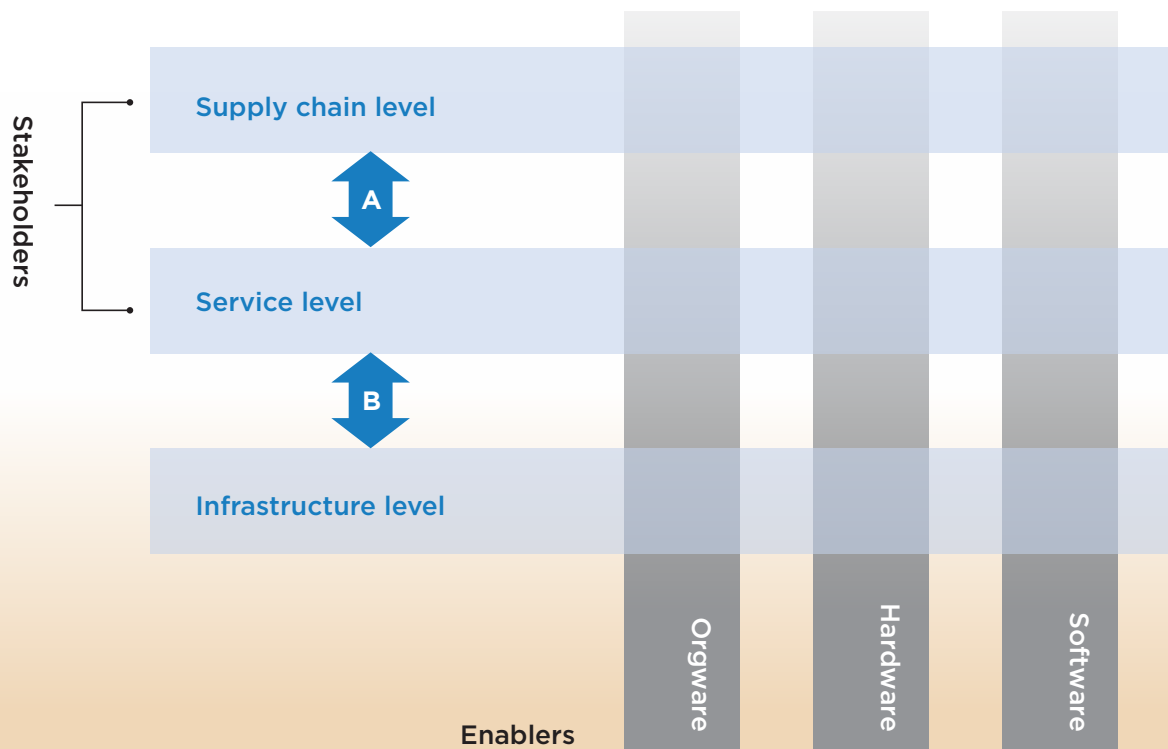 Stakeholders
Supply chain level
A
Service level
B
Infrastructure level
Orgware
Hardware
Software
Enablers